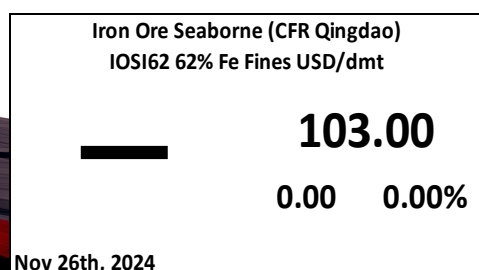 Iron Ore Seaborne (CFR Qingdao)
IOSI62 62% Fe Fines USD/dmt
103.00
0.00 0.00%
Nov 26th, 2024